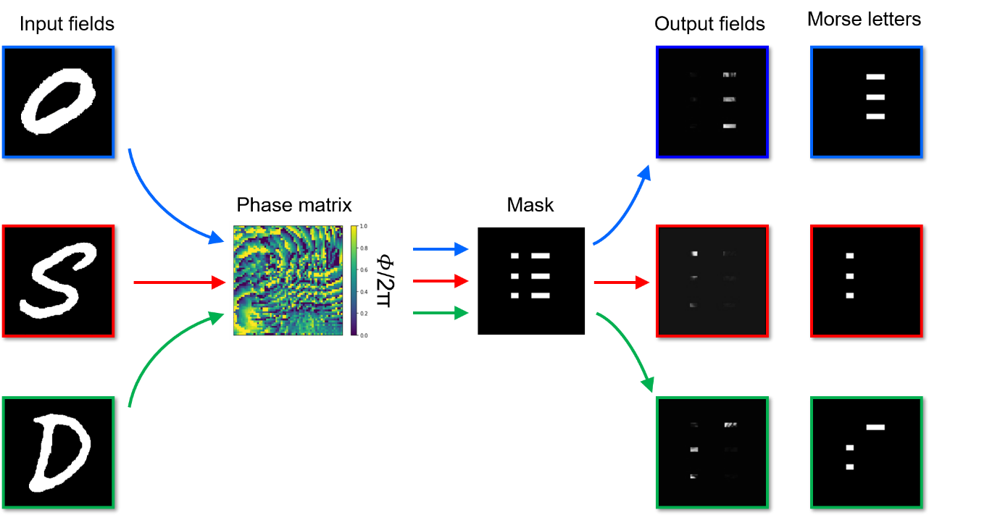 Input fields
Output fields
Morse letters
O
S
D
Phase matrix
Mask
1.0
0.8
0.6
0.4
0.2
0.0
Φ/2π